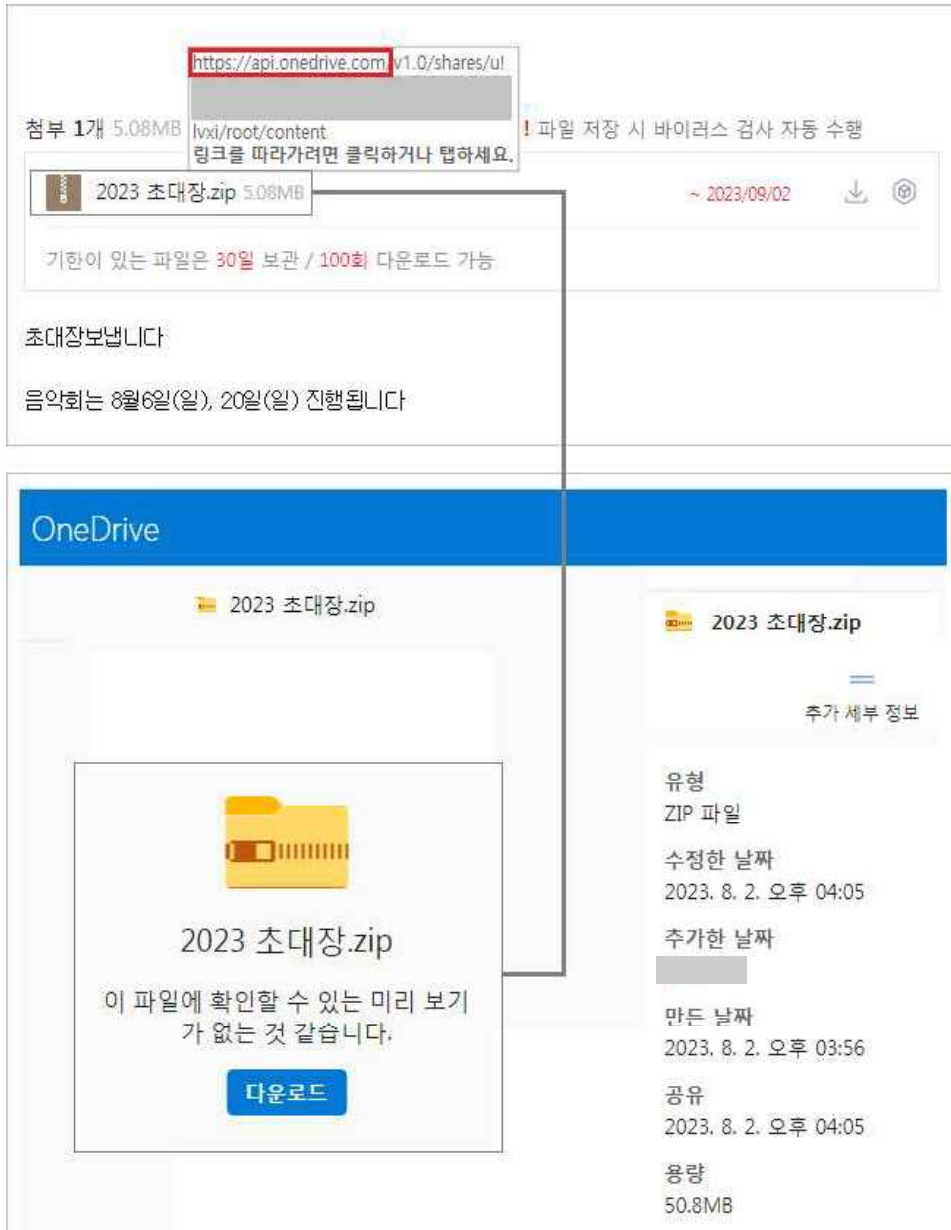 https://api.onedrive.com/v1.0/shares/u!
첨부 1개 5.08MB
lvxi/root/content
! 파일 저장 시 바이러스 검사 자동 수행
링크를 따라가려면 클릭하거나 탭하세요.
2023 초대장.zip 5.08MB
~ 2023/09/02
기한이 있는 파일은 30일 보관 / 100회 다운로드 가능
초대장보냅니다
음악회는 8월6일(일), 20일(일) 진행됩니다
OneDrive
2023 초대장.zip
2023 초대장.zip
이 파일에 확인할 수 있는 미리 보기
가 없는 것 같습니다.
다운로드
2023 초대장.zip
추가 세부 정보
유형
ZIP 파일
수정한 날짜
2023. 8. 2. 오후 04:05
추가한 날짜
만든 날짜
2023. 8. 2. 오후 03:56
공유
2023. 8. 2. 오후 04:05
용량
50.8MB